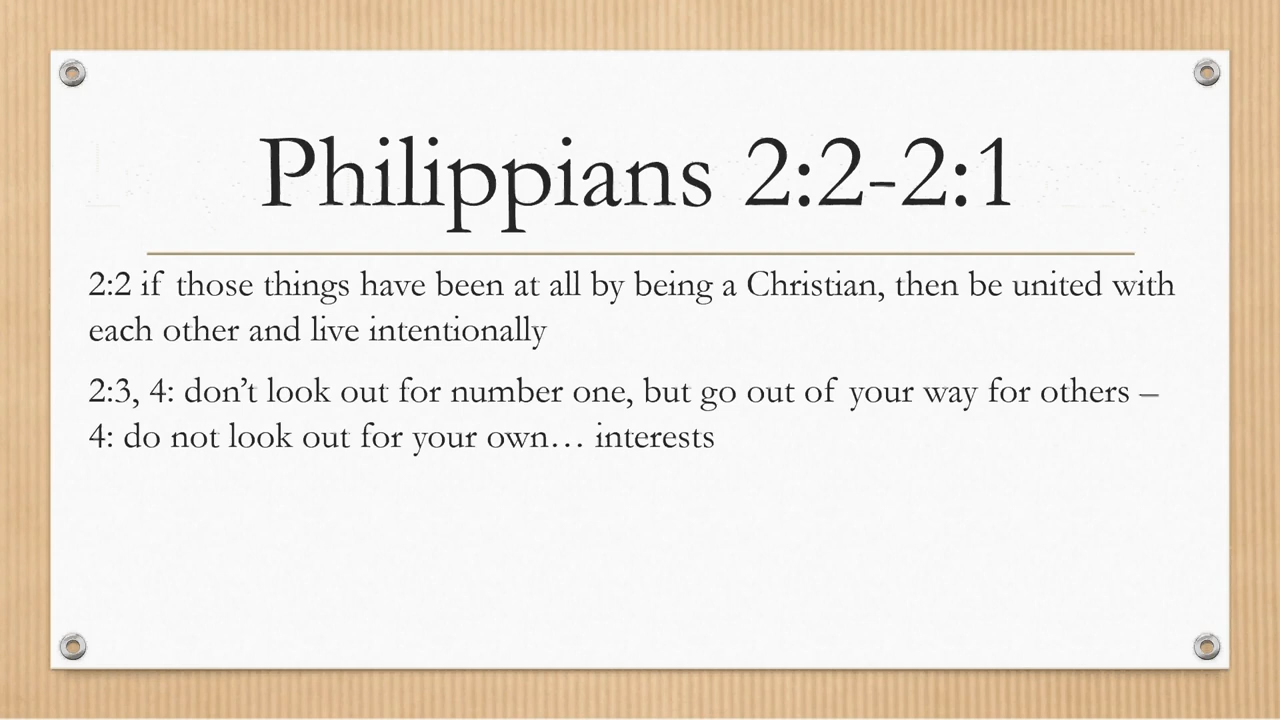 Philippians 2:2-2:1
2:2 if those things have been at all by being a Christian, then be united with
each other and live intentionally
2:3, 4: don’t look out for number one, but go out of your way for others –
4: do not look out for your own… interests